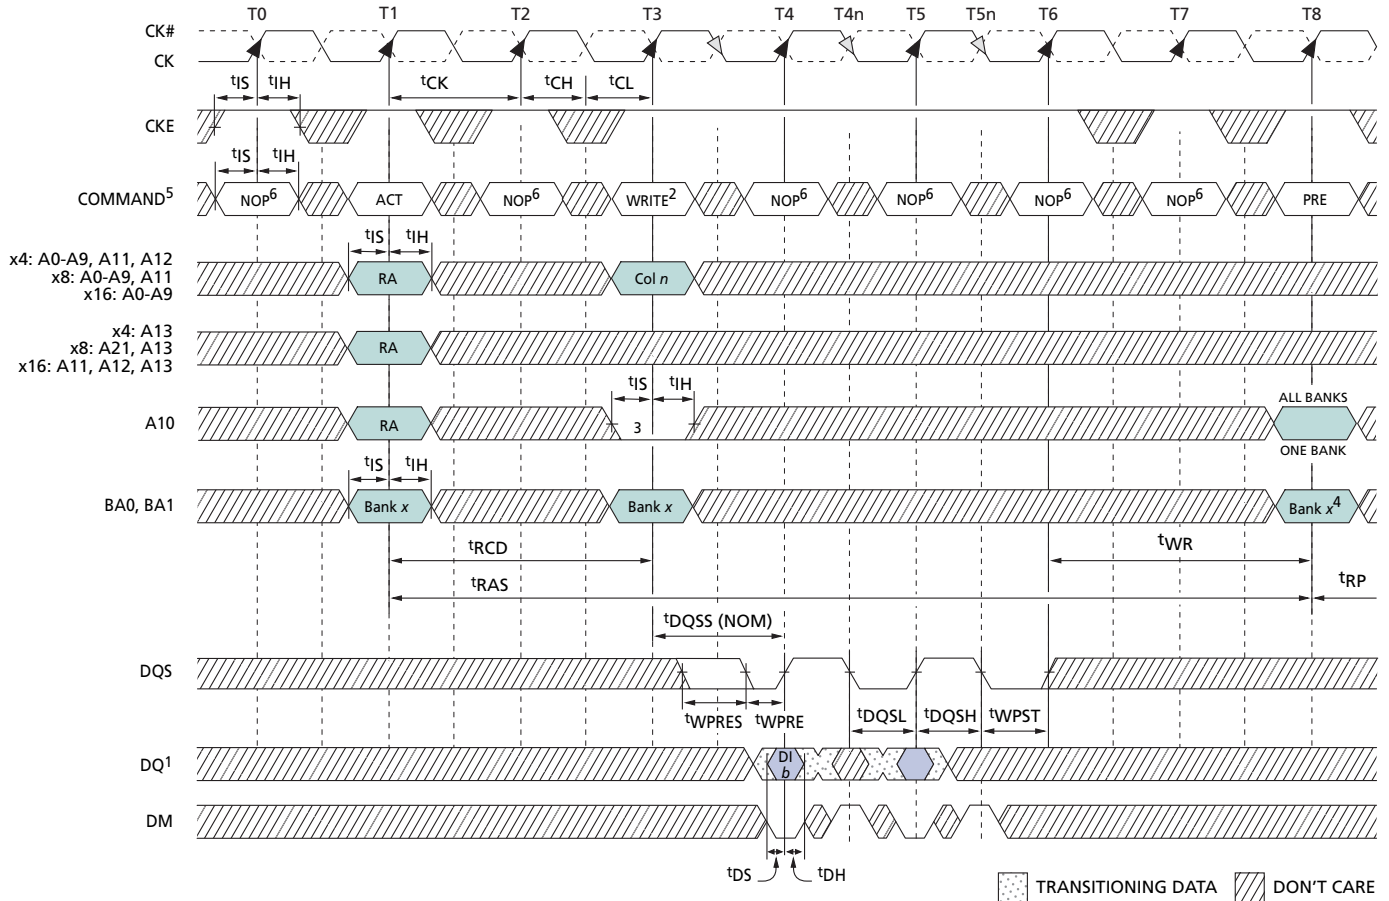 T0 T1 T2 T3 T4 T4n T5 T5n T6 T7 T8
CK#
CK
tIS tIH tCK tCH tCL
CKE
tIS tIH
COMMAND5 NOP6 ACT NOP6 WRITE2 NOP6 NOP6 NOP6 NOP6 PRE
tIS tIH
x4: A0-A9, A11, A12
x8: A0-A9, A11
x16: A0-A9
RA Col n
x4: A13
x8: A21, A13
x16: A11, A12, A13
RA
tIS tIH
ALL BANKS
A10 RA 3
ONE BANK
tIS tIH
BA0, BA1 Bank x Bank x Bank x4
tRCD tWR
tRAS tRP
tDQSS (NOM)
DQS
tWPRES tWPRE tDQSL tDQSH tWPST
DQ1 DI
b
DM
tDS tDH
TRANSITIONING DATA DON'T CARE